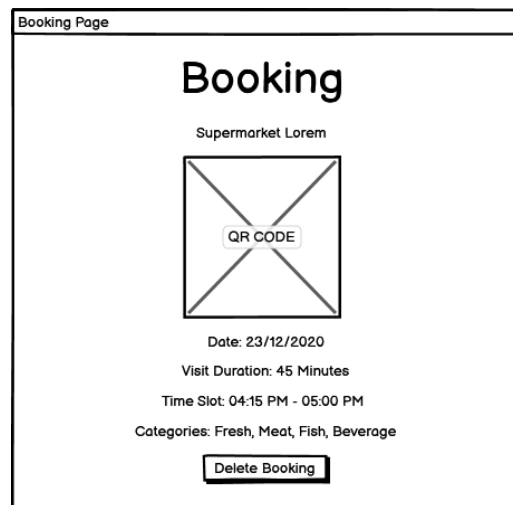 Booking Page
Booking
Supermarket Lorem
QR CODE
Date: 23/12/2020
Visit Duration: 45 Minutes
Time Slot: 04:15 PM - 05:00 PM
Categories: Fresh, Meat, Fish, Beverage
Delete Booking